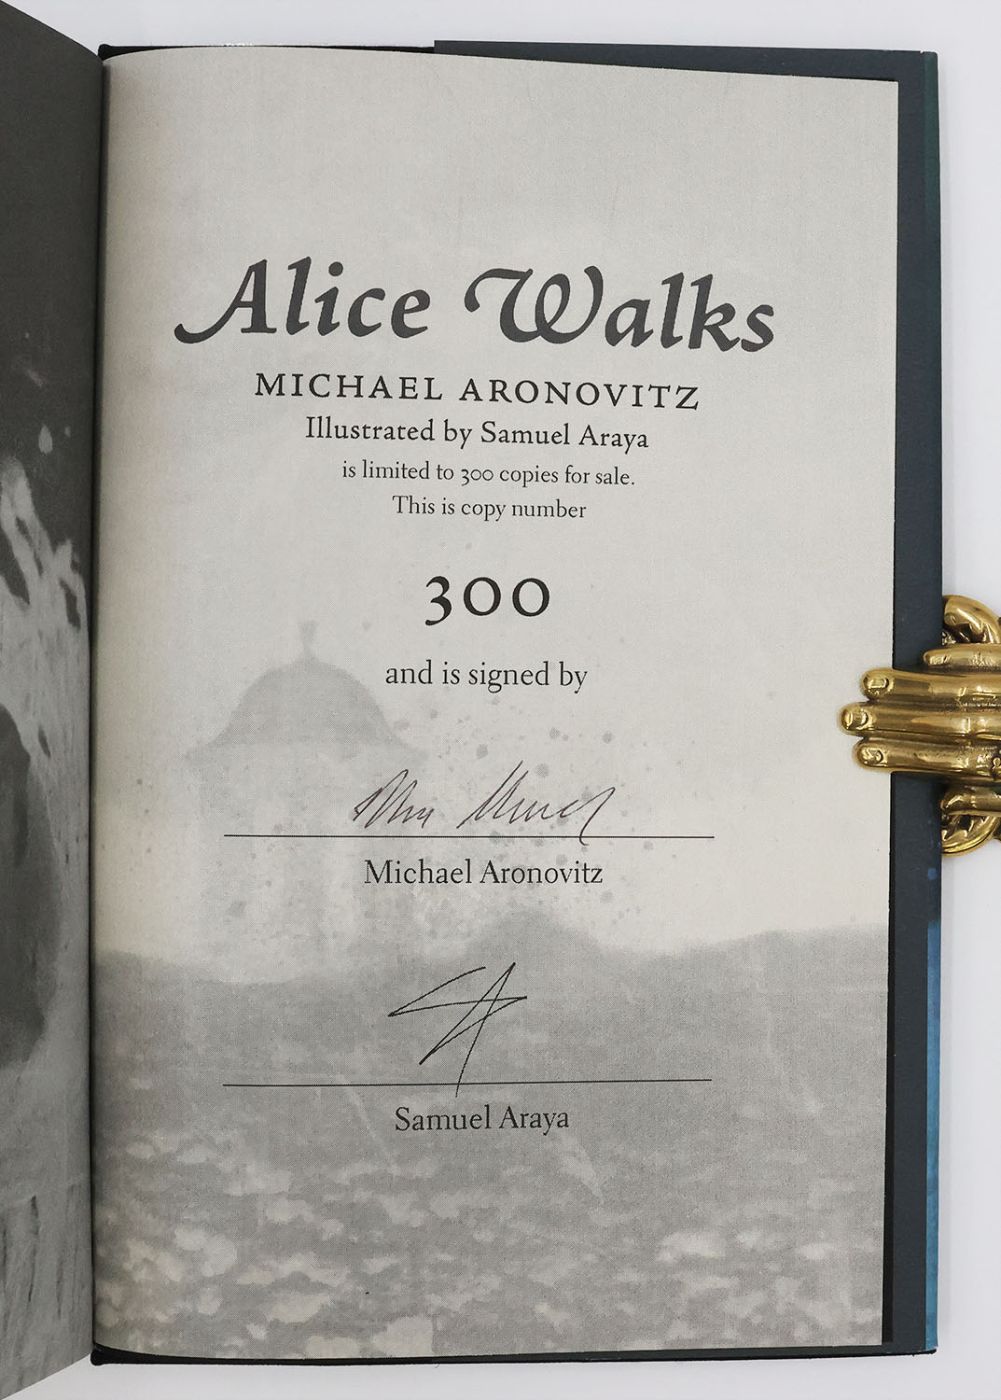 Alice Walks
MICHAEL ARONOVITZ
Illustrated by Samuel Araya
is limited to 300 copies for sale.
This is copy number
300
and is signed by
Michael Aronovitz
Samuel Araya